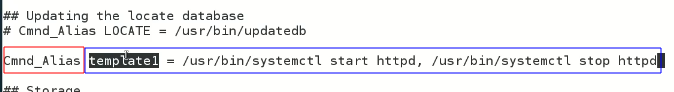 ## Updating the locate database
# Cmnd_Alias LOCATE = /usr/bin/updatedb
Cmnd_Alias template1 = /usr/bin/systemctl start httpd, /usr/bin/systemctl stop httpd
## Storage